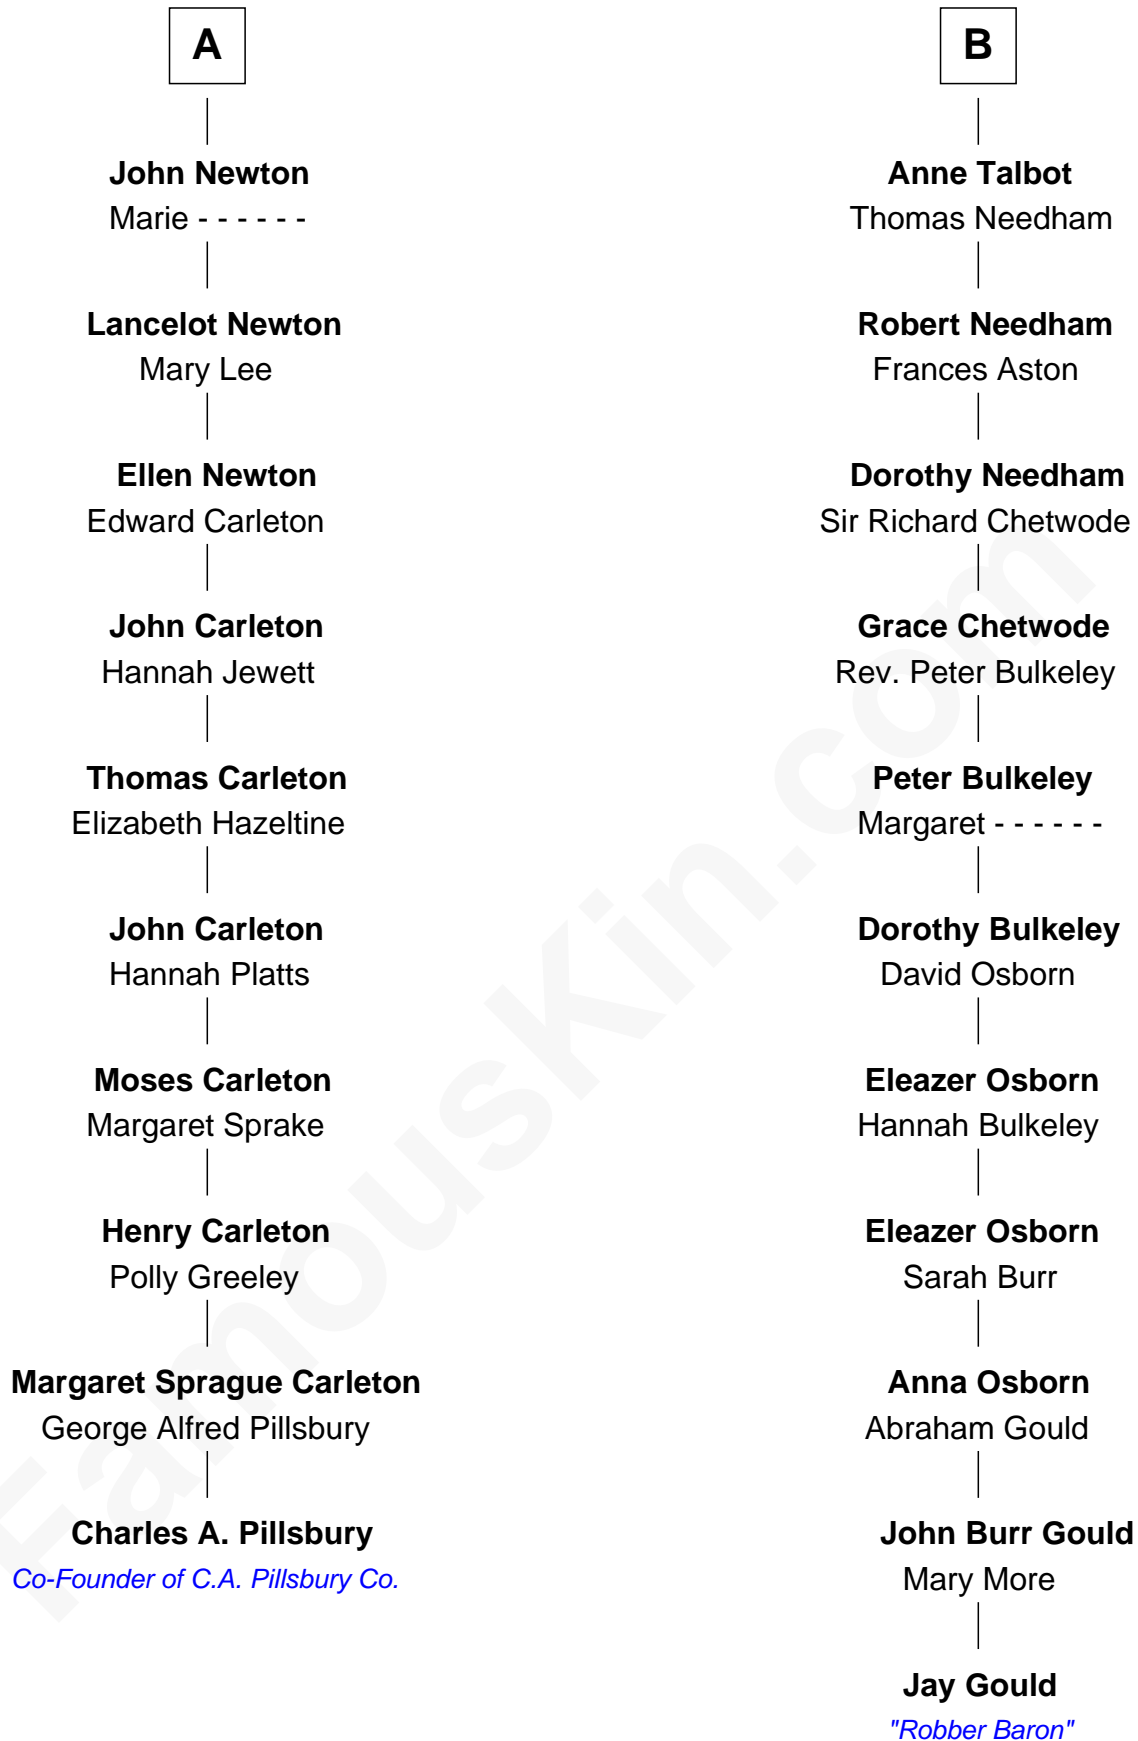 A
John Newton
Marie - - - - - -
Lancelot Newton
Mary Lee
Ellen Newton
Edward Carleton
John Carleton
Hannah Jewett
Thomas Carleton
Elizabeth Hazeltine
John Carleton
Hannah Platts
Moses Carleton
Margaret Sprake
Henry Carleton
Polly Greeley
Margaret Sprague Carleton
George Alfred Pillsbury
Charles A. Pillsbury
Co-Founder of C.A. Pillsbury Co.
B
Anne Talbot
Thomas Needham
Robert Needham
Frances Aston
Dorothy Needham
Sir Richard Chetwode
Grace Chetwode
Rev. Peter Bulkeley
Peter Bulkeley
Margaret - - - - - -
Dorothy Bulkeley
David Osborn
Eleazer Osborn
Hannah Bulkeley
Eleazer Osborn
Sarah Burr
Anna Osborn
Abraham Gould
John Burr Gould
Mary More
Jay Gould
"Robber Baron"
FamousKin.com